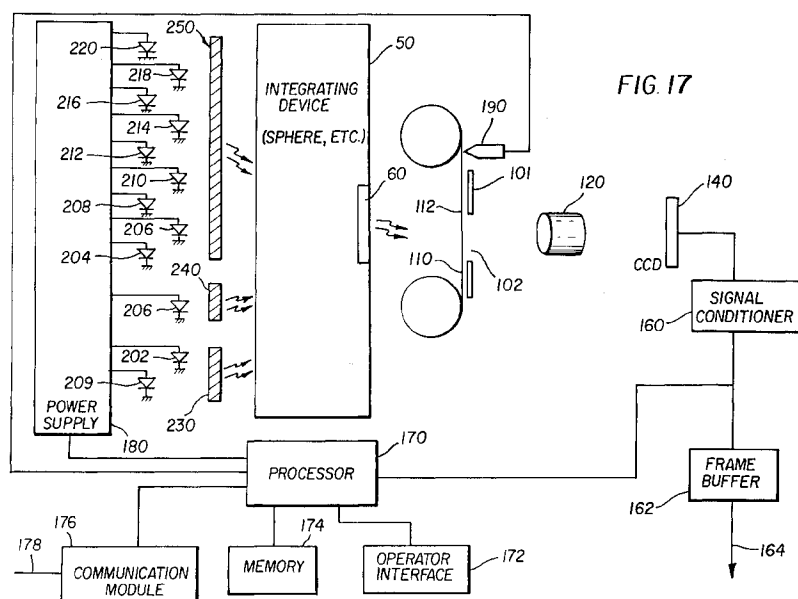 FIG. 17
250
50
220
218
216
214
212
210
208
206
204
206
202
209
240
230
INTEGRATING
DEVICE
(SPHERE, ETC.)
60
190
101
112
110
102
120
140
CCD
SIGNAL
CONDITIONER
160
POWER
SUPPLY
180
170
PROCESSOR
FRAME
BUFFER
162
164
176
178
COMMUNICATION
MODULE
174
MEMORY
OPERATOR
INTERFACE
172